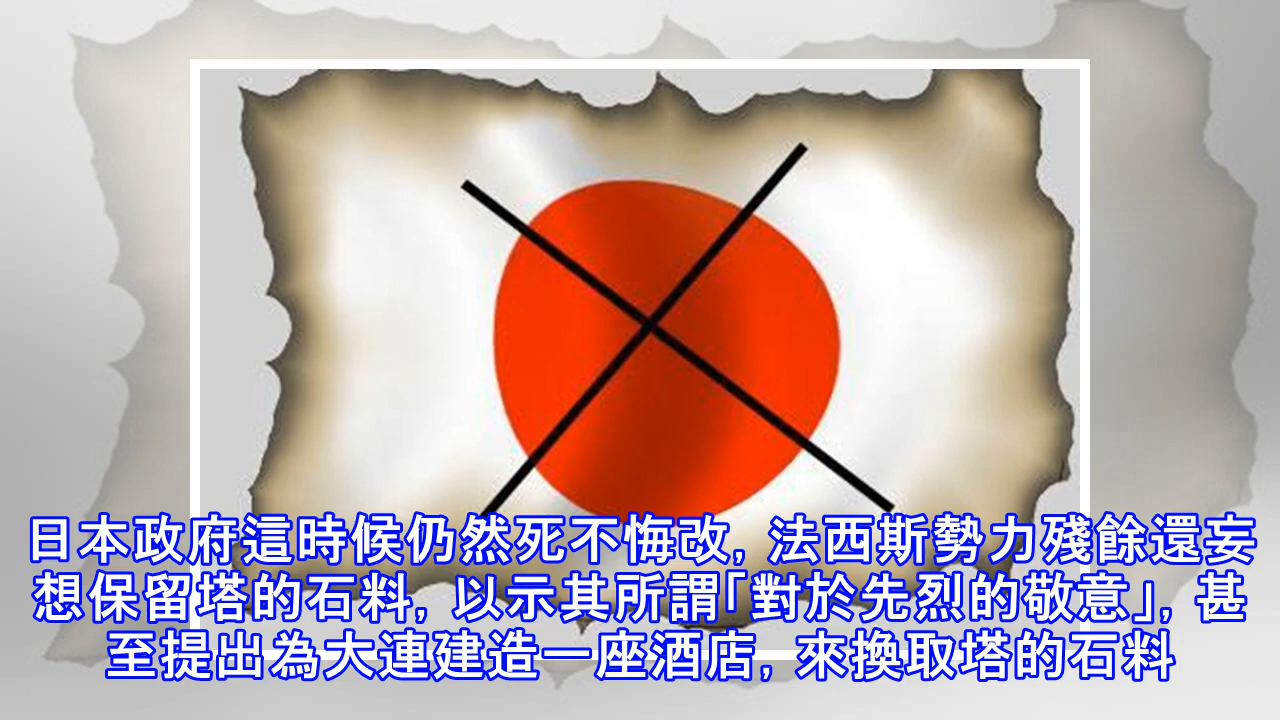 日本政府這時候仍然死不悔改, 法西斯勢力殘餘還妄
想保留塔的石料, 以示其所謂「對於先烈的敬意」, 甚
至提出為大連建造一座酒店, 來換取塔的石料